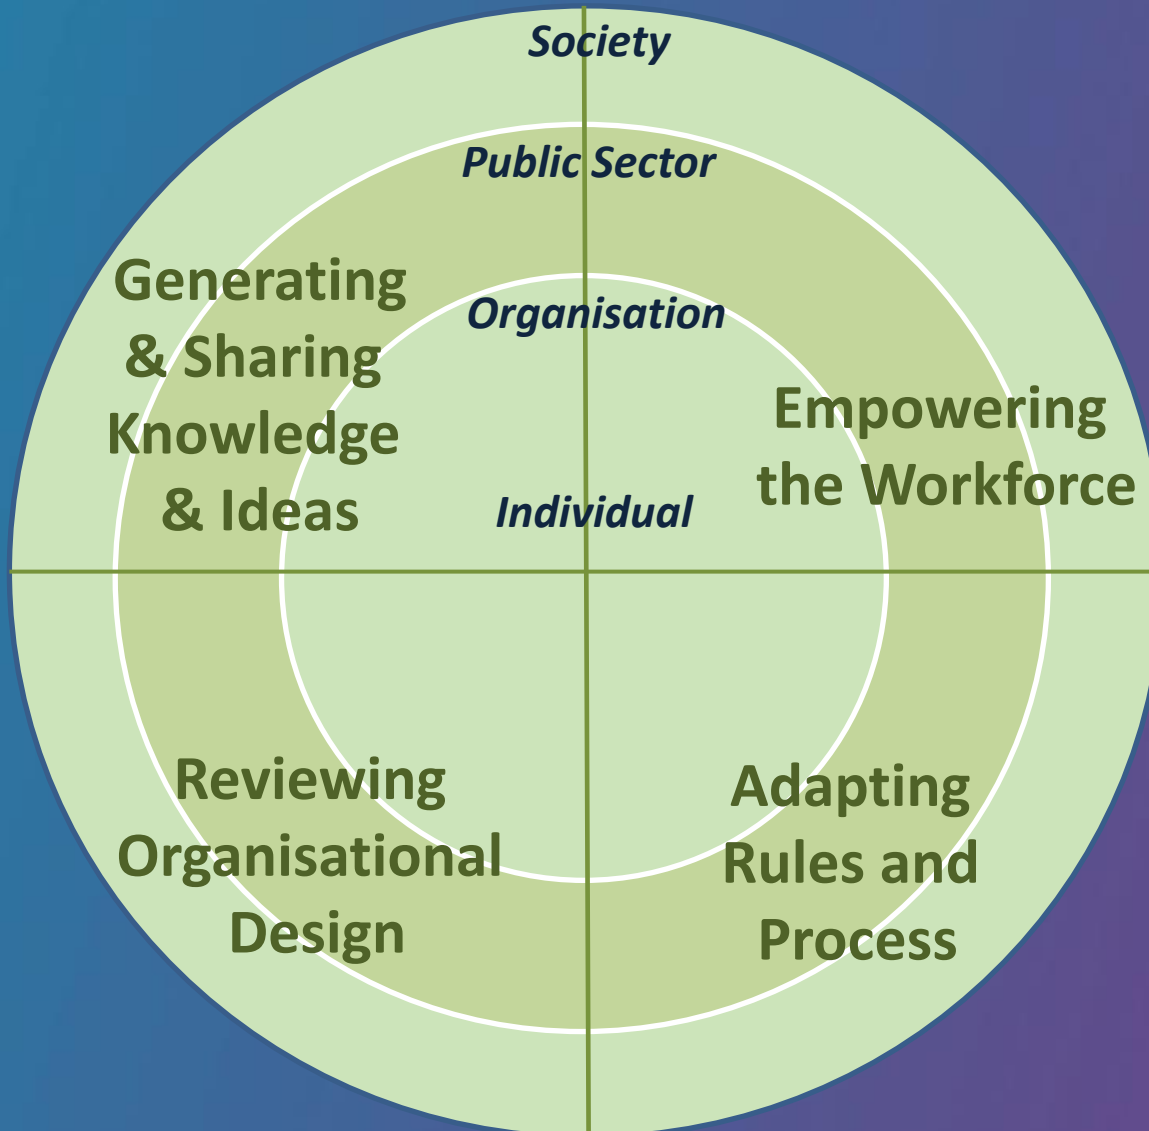 Society
Public Sector
Organisation
Individual
Generating
& Sharing
Knowledge
& Ideas
Empowering
the Workforce
Reviewing
Organisational
Design
Adapting
Rules and
Process